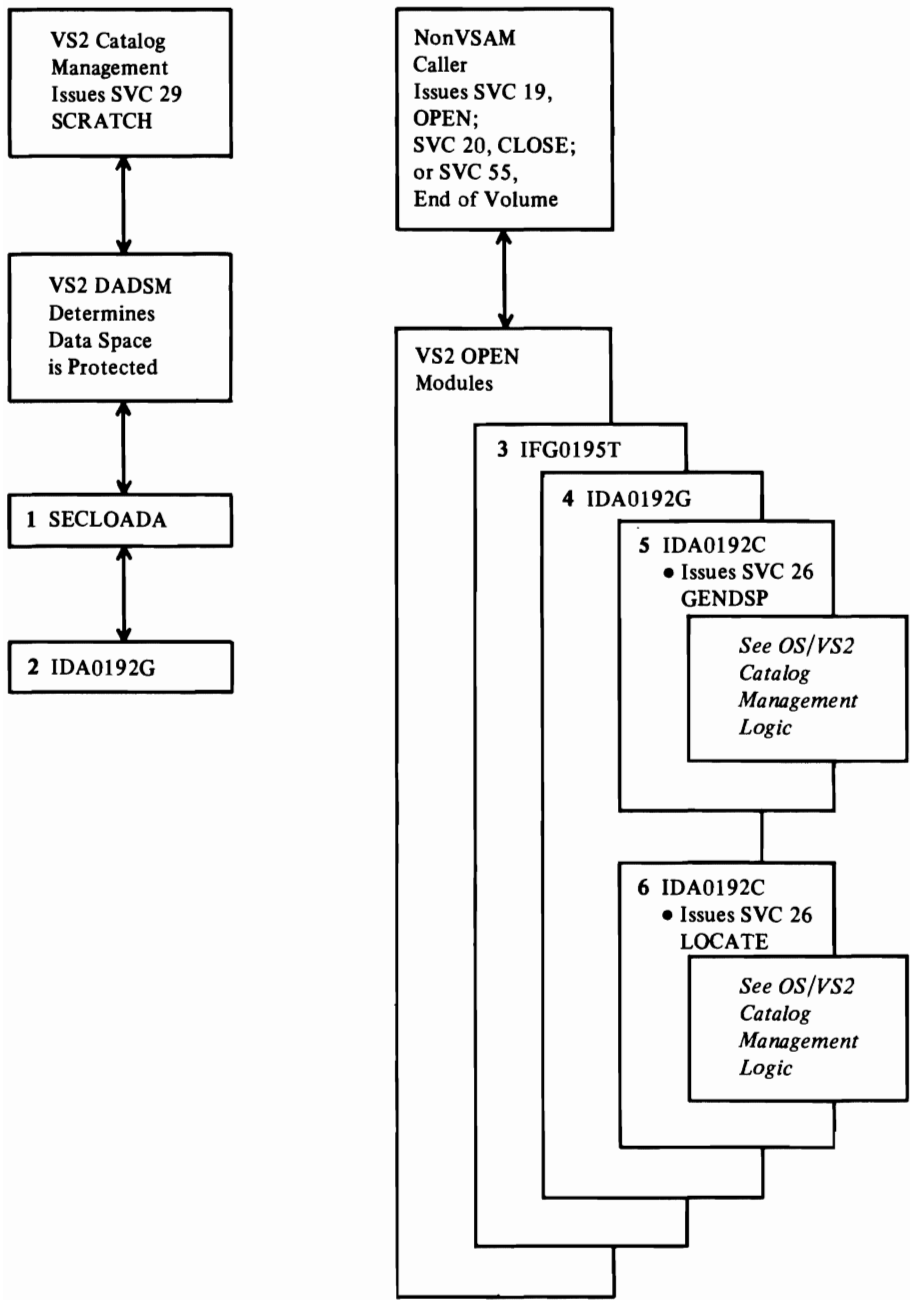 VS2 Catalog
Management
Issues SVC 29
SCRATCH
VS2 DADSM
Determines
Data Space
is Protected
1 SECLOADA
2 IDA0192G
NonVSAM
Caller
Issues SVC 19,
OPEN;
SVC 20, CLOSE;
or SVC 55,
End of Volume
VS2 OPEN
Modules
3 IFG0195T
4 IDA0192G
5 IDA0192C
• Issues SVC 26
GENDSP
See OS/VS2
Catalog
Management
Logic
6 IDA0192C
• Issues SVC 26
LOCATE
See OS/VS2
Catalog
Management
Logic